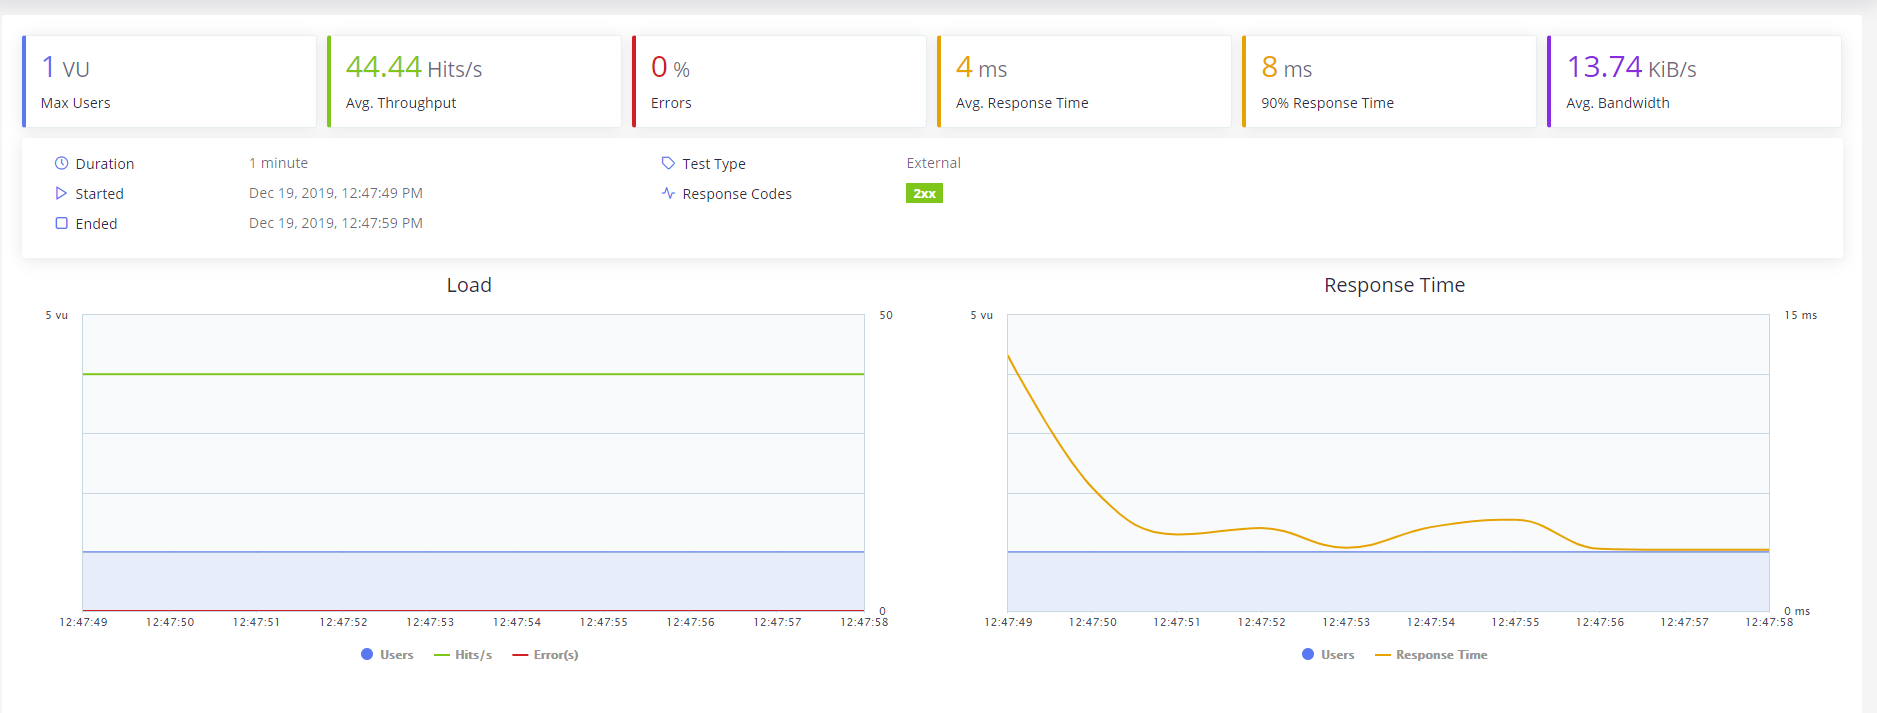 1 VU
Max Users
44.44 Hits/s
Avg. Throughput
0 %
Errors
4 ms
Avg. Response Time
8 ms
90% Response Time
13.74 KiB/s
Avg. Bandwidth
Duration 1 minute
Started Dec 19, 2019, 12:47:49 PM
Ended Dec 19, 2019, 12:47:59 PM
Test Type External
Response Codes 2xx
Load
5 vu 50
0
12:47:49 12:47:50 12:47:51 12:47:52 12:47:53 12:47:54 12:47:55 12:47:56 12:47:57 12:47:58
Users Hits/s Error(s)
Response Time
5 vu 15 ms
0 ms
12:47:49 12:47:50 12:47:51 12:47:52 12:47:53 12:47:54 12:47:55 12:47:56 12:47:57 12:47:58
Users Response Time